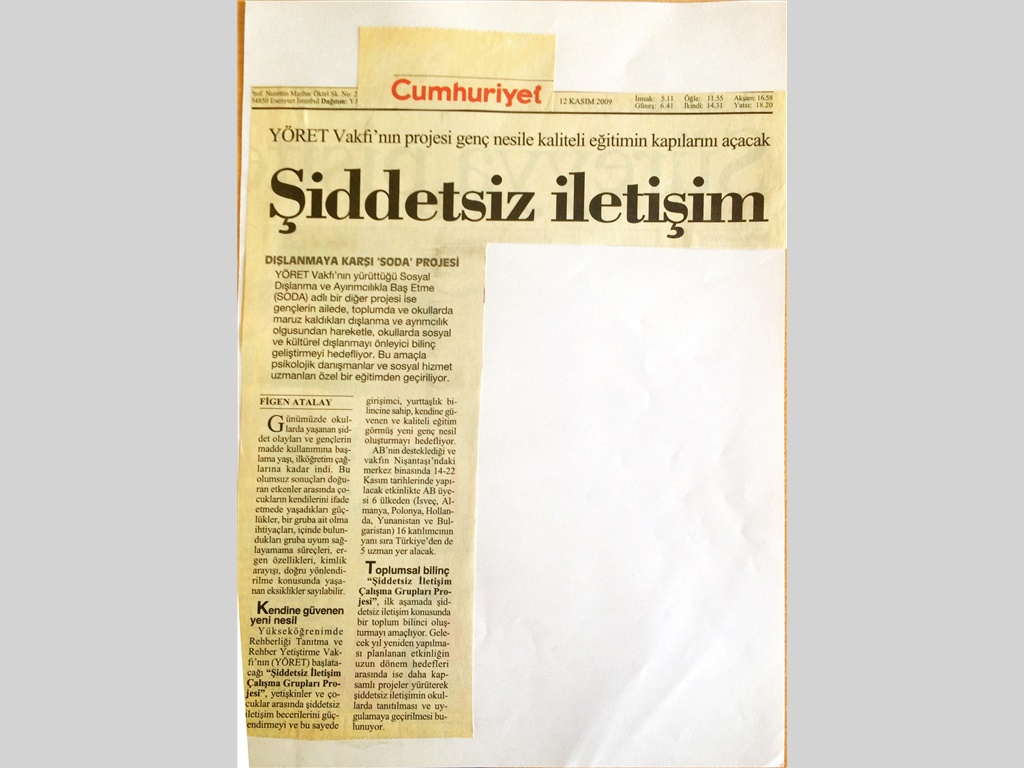 Prof. Nurettin Mazhar Öktel Sk. No: 2
34850 Esenyurt İstanbul Dağıtım: Y
Cumhuriyet
12 KASIM 2009
İmsak: 5.11 Öğle: 11.55 Akşam: 16.58
Güneş: 6.41 İkindi: 14.31 Yatsı: 18.20
YÖRET Vakfı'nın projesi genç nesile kaliteli eğitimin kapılarını açacak
Şiddetsiz iletişim
DIŞLANMAYA KARŞI 'SODA' PROJESİ
YÖRET Vakfı'nın yürüttüğü Sosyal
Dışlanma ve Ayırımcılıkla Baş Etme
(SODA) adlı bir diğer projesi ise
gençlerin ailede, toplumda ve okullarda
maruz kaldıkları dışlanma ve ayrımcılık
olgusundan hareketle, okullarda sosyal
ve kültürel dışlanmayı önleyici bilinç
geliştirmeyi hedefliyor. Bu amaçla
psikolojik danışmanlar ve sosyal hizmet
uzmanları özel bir eğitimden geçiriliyor.
FİGEN ATALAY
Günümüzde okul-
larda yaşanan şid-
det olayları ve gençlerin
madde kullanımına baş-
lama yaşı, ilköğretim çağ-
larına kadar indi. Bu
olumsuz sonuçları doğu-
ran etkenler arasında ço-
cukların kendilerini ifade
etmede yaşadıkları güç-
lükler, bir gruba ait olma
ihtiyaçları, içinde bulun-
dukları gruba uyum sağ-
layamama süreçleri, er-
gen özellikleri, kimlik
arayışı, doğru yönlendi-
rilme konusunda yaşa-
nan eksiklikler sayılabilir.
Kendine güvenen
yeni nesil
Yükseköğrenimde
Rehberliği Tanıtma ve
Rehber Yetiştirme Vak-
fı'nın (YÖRET) başlata-
cağı "Şiddetsiz İletişim
Çalışma Grupları Pro-
jesi", yetişkinler ve ço-
cuklar arasında şiddetsiz
iletişim becerilerini güç-
lendirmeyi ve bu sayede
girişimci, yurttaşlık bi-
lincine sahip, kendine gü-
venen ve kaliteli eğitim
görmüş yeni genç nesil
oluşturmayı hedefliyor.
AB'nin desteklediği ve
vakfın Nişantaşı'ndaki
merkez binasında 14-22
Kasım tarihlerinde yapı-
lacak etkinlikte AB üye-
si 6 ülkeden (İsveç, Al-
manya, Polonya, Hollan-
da, Yunanistan ve Bul-
garistan) 16 katılımcının
yanı sıra Türkiye'den de
5 uzman yer alacak.
Toplumsal bilinç
"Şiddetsiz İletişim
Çalışma Grupları Pro-
jesi", ilk aşamada şid-
detsiz iletişim konusunda
bir toplum bilinci oluş-
turmayı amaçlıyor. Gele-
cek yıl yeniden yapılma-
sı planlanan etkinliğin
uzun dönem hedefleri
arasında ise daha kap-
samlı projeler yürüterek
şiddetsiz iletişimin okul-
larda tanıtılması ve uy-
gulamaya geçirilmesi bu-
lunuyor.